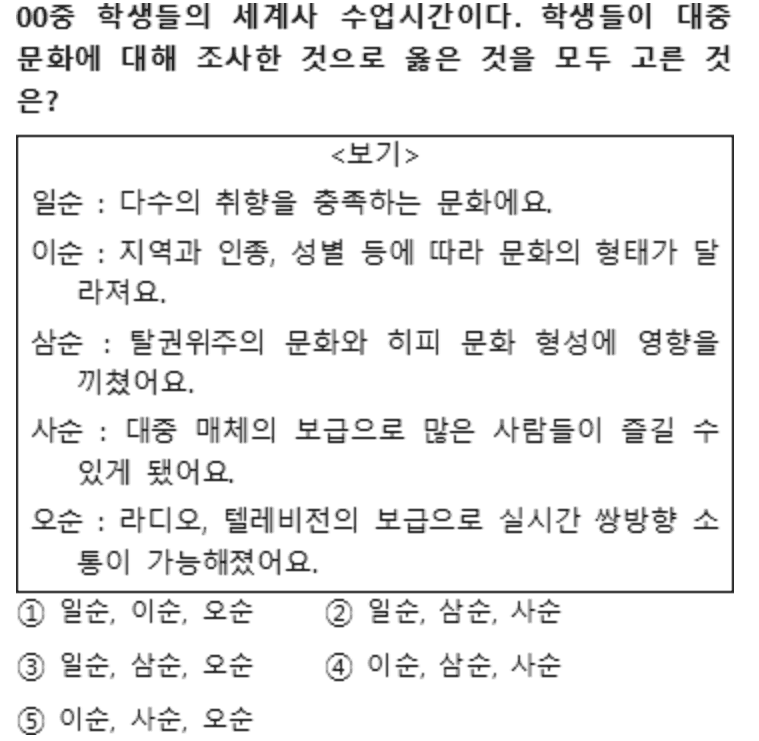 00중 학생들의 세계사 수업시간이다. 학생들이 대중
문화에 대해 조사한 것으로 옳은 것을 모두 고른 것
은?
<보기>
일순 : 다수의 취향을 충족하는 문화에요.
이순 : 지역과 인종, 성별 등에 따라 문화의 형태가 달
라져요.
삼순 : 탈권위주의 문화와 히피 문화 형성에 영향을
끼쳤어요.
사순 : 대중 매체의 보급으로 많은 사람들이 즐길 수
있게 됐어요.
오순 : 라디오, 텔레비전의 보급으로 실시간 쌍방향 소
통이 가능해졌어요.
① 일순, 이순, 오순 ② 일순, 삼순, 사순
③ 일순, 삼순, 오순 ④ 이순, 삼순, 사순
⑤ 이순, 사순, 오순